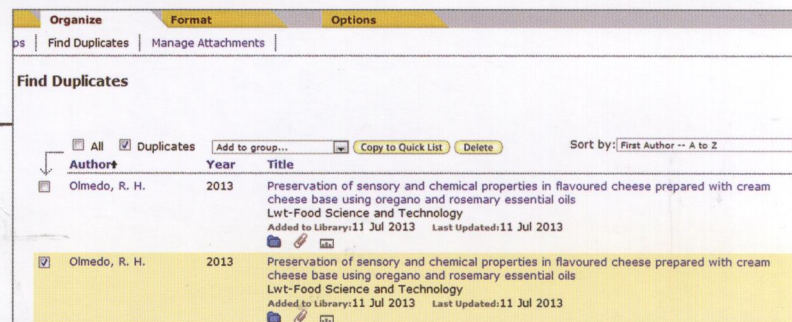 Organize Format Options
ps Find Duplicates Manage Attachments
Find Duplicates
All Duplicates Add to group... Copy to Quick List Delete Sort by: First Author -- A to Z
Author Year Title
Olmedo, R. H. 2013 Preservation of sensory and chemical properties in flavoured cheese prepared with cream
cheese base using oregano and rosemary essential oils
Lwt-Food Science and Technology
Added to Library:11 Jul 2013 Last Updated:11 Jul 2013
Olmedo, R. H. 2013 Preservation of sensory and chemical properties in flavoured cheese prepared with cream
cheese base using oregano and rosemary essential oils
Lwt-Food Science and Technology
Added to Library:11 Jul 2013 Last Updated:11 Jul 2013